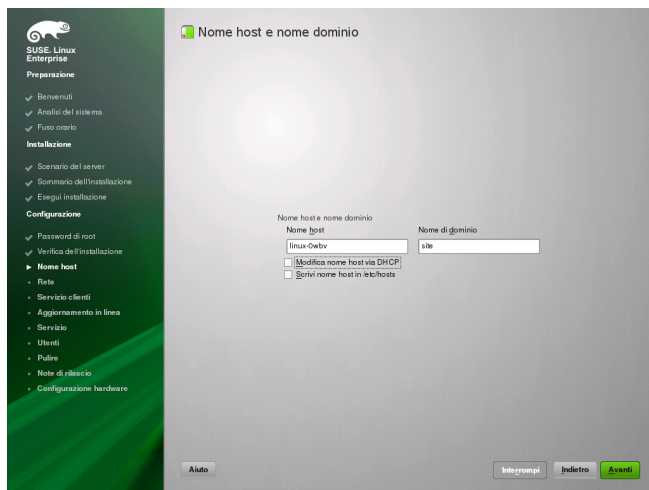 SUSE. Linux
Enterprise
Preparazione
Benvenuti
Analisi del sistema
Fuso orario
Installazione
Scenario del server
Sommario dell'installazione
Esegui installazione
Configurazione
Password di root
Verifica dell'installazione
Nome host
Rete
Servizio clienti
Aggiornamento in linea
Servizio
Utenti
Pulire
Note di rilascio
Configurazione hardware
Nome host e nome dominio
Nome host e nome dominio
Nome host Nome di dominio
linux-0wbv site
Modifica nome host via DHCP
Scrivi nome host in /etc/hosts
Aiuto Interrompi Indietro Avanti